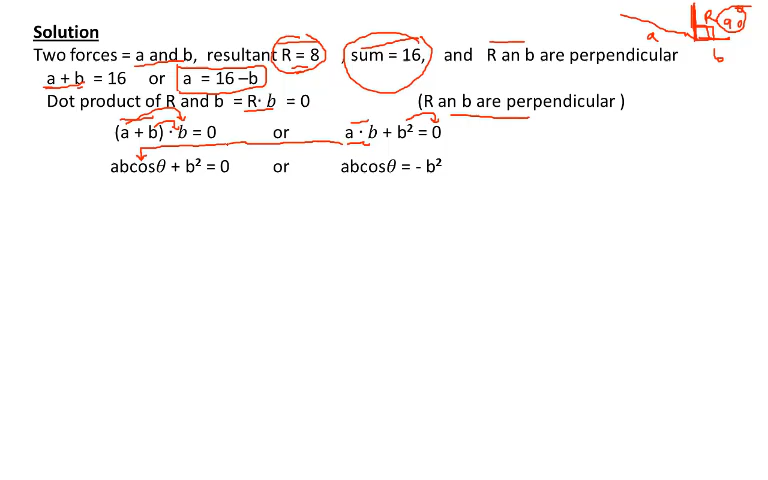 Solution
Two forces = a and b, resultant R = 8 , sum = 16, and R an b are perpendicular
a + b = 16 or a = 16 –b
Dot product of R and b = R· b = 0 (R an b are perpendicular )
(a + b) · b = 0 or a · b + b² = 0
abcosθ + b² = 0 or abcosθ = - b²
R 90
a b